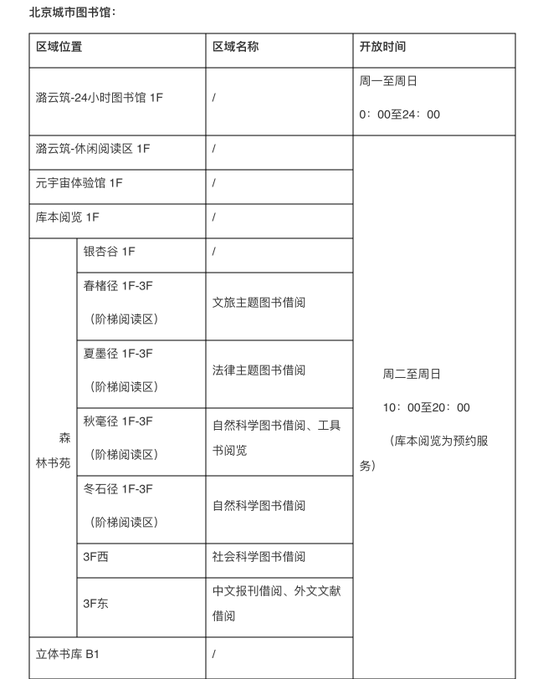 北京城市图书馆：
区域位置 区域名称 开放时间
潞云筑-24小时图书馆 1F / 周一至周日
0：00至24：00
潞云筑-休闲阅读区 1F /
元宇宙体验馆 1F /
库本阅览 1F /
森
林书苑
银杏谷 1F /
春楮径 1F-3F
（阶梯阅读区）
文旅主题图书借阅
夏墨径 1F-3F
（阶梯阅读区）
法律主题图书借阅
秋毫径 1F-3F
（阶梯阅读区）
自然科学图书借阅、工具
书阅览
冬石径 1F-3F
（阶梯阅读区）
自然科学图书借阅
3F西 社会科学图书借阅
3F东
中文报刊借阅、外文文献
借阅
立体书库 B1 /
周二至周日
10：00至20：00
（库本阅览为预约服
务）